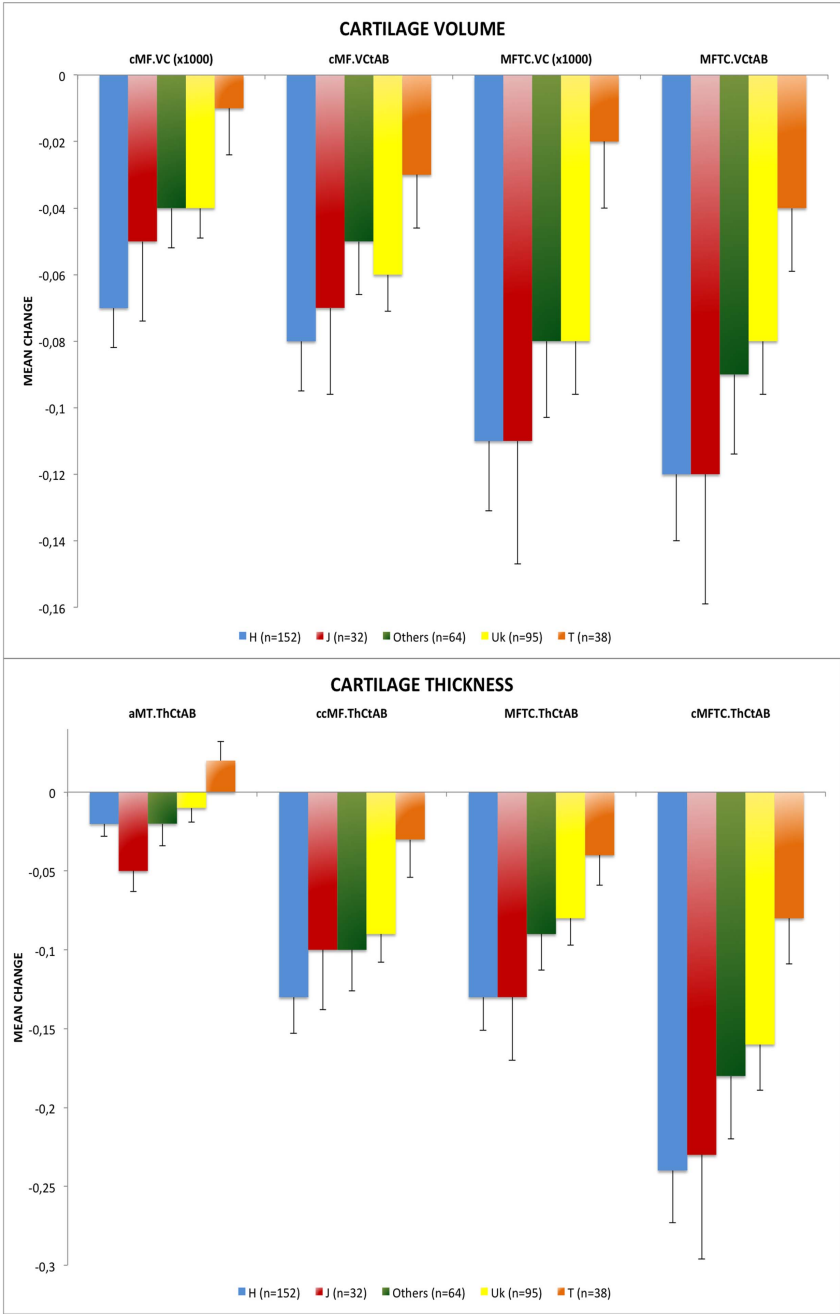 CARTILAGE VOLUME
cMF.VC (x1000) cMF.VCtAB MFTC.VC (x1000) MFTC.VCtAB
0
-0,02
-0,04
-0,06
-0,08
-0,1
-0,12
-0,14
-0,16
MEAN CHANGE
H (n=152) J (n=32) Others (n=64) Uk (n=95) T (n=38)
CARTILAGE THICKNESS
aMT.ThCtAB ccMF.ThCtAB MFTC.ThCtAB cMFTC.ThCtAB
0
-0,05
-0,1
-0,15
-0,2
-0,25
-0,3
MEAN CHANGE
H (n=152) J (n=32) Others (n=64) Uk (n=95) T (n=38)